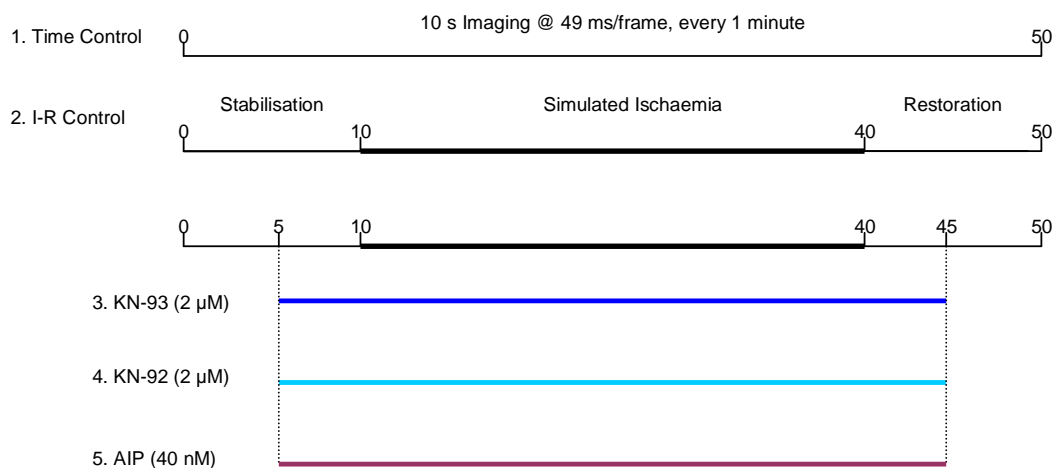 10 s Imaging @ 49 ms/frame, every 1 minute
1. Time Control
0 50
Stabilisation Simulated Ischaemia Restoration
2. I-R Control
0 10 40 50
0 5 10 40 45 50
3. KN-93 (2 µM)
4. KN-92 (2 µM)
5. AIP (40 nM)